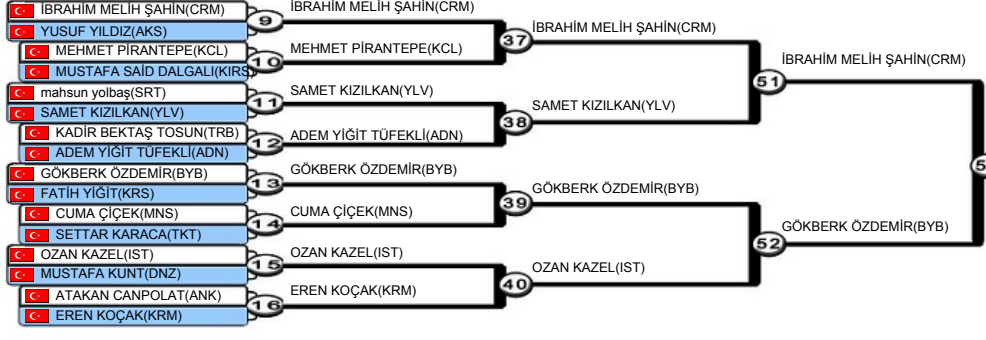 İBRAHİM MELİH ŞAHİN(CRM)
YUSUF YILDIZ(AKS)
9
İBRAHİM MELİH ŞAHİN(CRM)
MEHMET PİRANTEPE(KCL)
MUSTAFA SAİD DALGALI(KIRS)
10
MEHMET PİRANTEPE(KCL)
37
İBRAHİM MELİH ŞAHİN(CRM)
mahsun yolbaş(SRT)
SAMET KIZILKAN(YLV)
11
SAMET KIZILKAN(YLV)
KADİR BEKTAŞ TOSUN(TRB)
ADEM YİĞİT TÜFEKLİ(ADN)
12
ADEM YİĞİT TÜFEKLİ(ADN)
38
SAMET KIZILKAN(YLV)
51
İBRAHİM MELİH ŞAHİN(CRM)
GÖKBERK ÖZDEMİR(BYB)
FATİH YİĞİT(KRS)
13
GÖKBERK ÖZDEMİR(BYB)
CUMA ÇİÇEK(MNS)
SETTAR KARACA(TKT)
14
CUMA ÇİÇEK(MNS)
39
GÖKBERK ÖZDEMİR(BYB)
OZAN KAZEL(IST)
MUSTAFA KUNT(DNZ)
15
OZAN KAZEL(IST)
ATAKAN CANPOLAT(ANK)
EREN KOÇAK(KRM)
16
EREN KOÇAK(KRM)
40
OZAN KAZEL(IST)
52
GÖKBERK ÖZDEMİR(BYB)